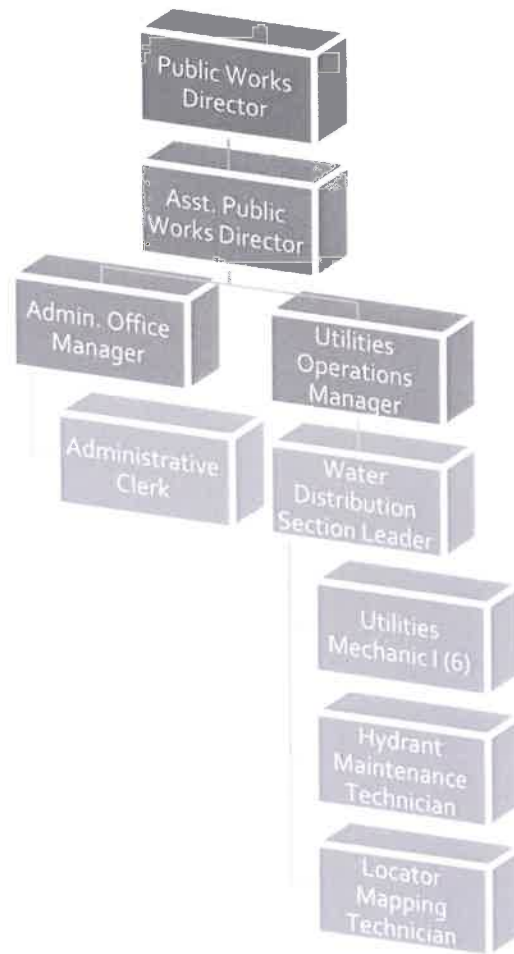 Public Works
Director
Asst. Public
Works Director
Admin. Office
Manager
Utilities
Operations
Manager
Administrative
Clerk
Water
Distribution
Section Leader
Utilities
Mechanic I (6)
Hydrant
Maintenance
Technician
Locator
Mapping
Technician